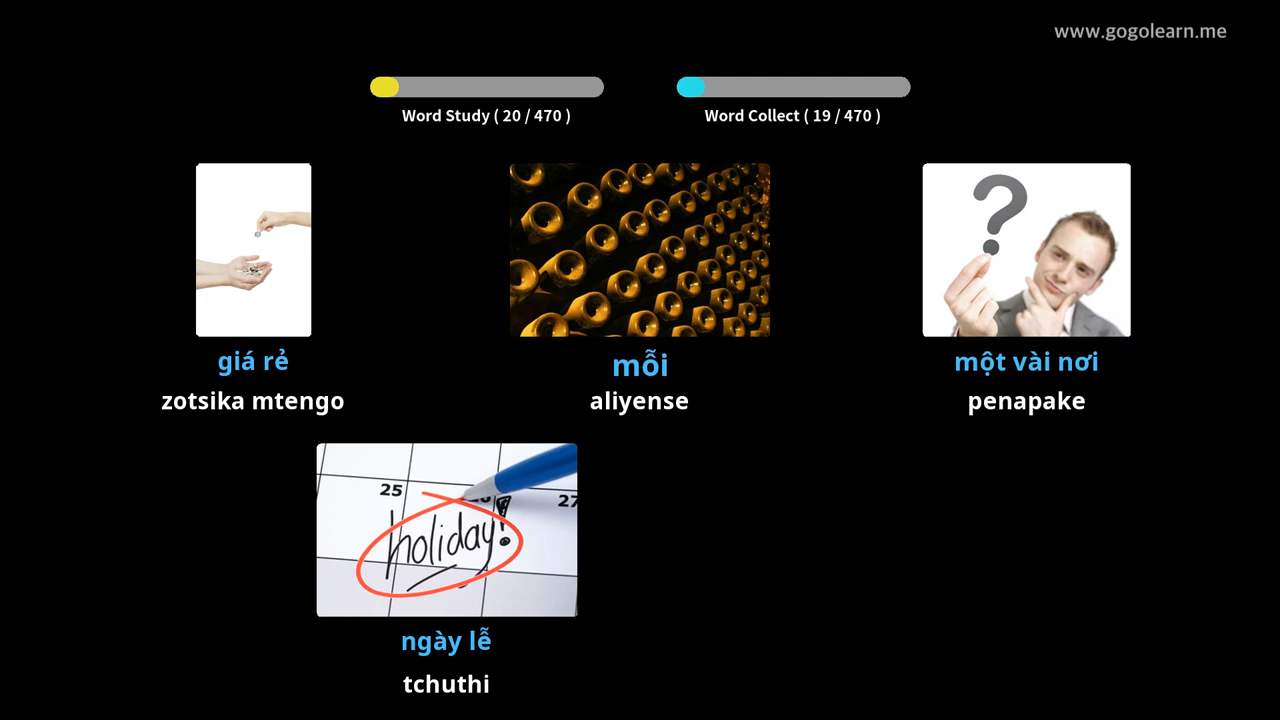 www.gogolearn.me
Word Study ( 20 / 470 )
Word Collect ( 19 / 470 )
giá rẻ
zotsika mtengo
mỗi
aliyense
một vài nơi
penapake
25
27
holiday!
ngày lễ
tchuthi